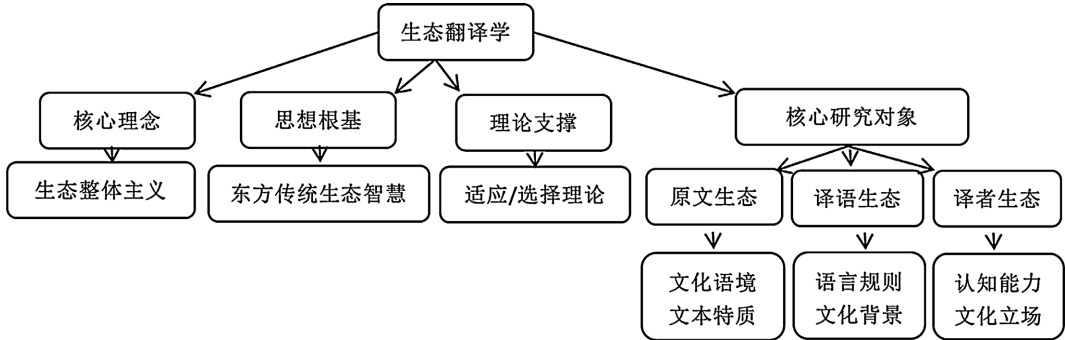 生态翻译学
核心理念
思想根基
理论支撑
核心研究对象
生态整体主义
东方传统生态智慧
适应/选择理论
原文生态
译语生态
译者生态
文化语境
文本特质
语言规则
文化背景
认知能力
文化立场